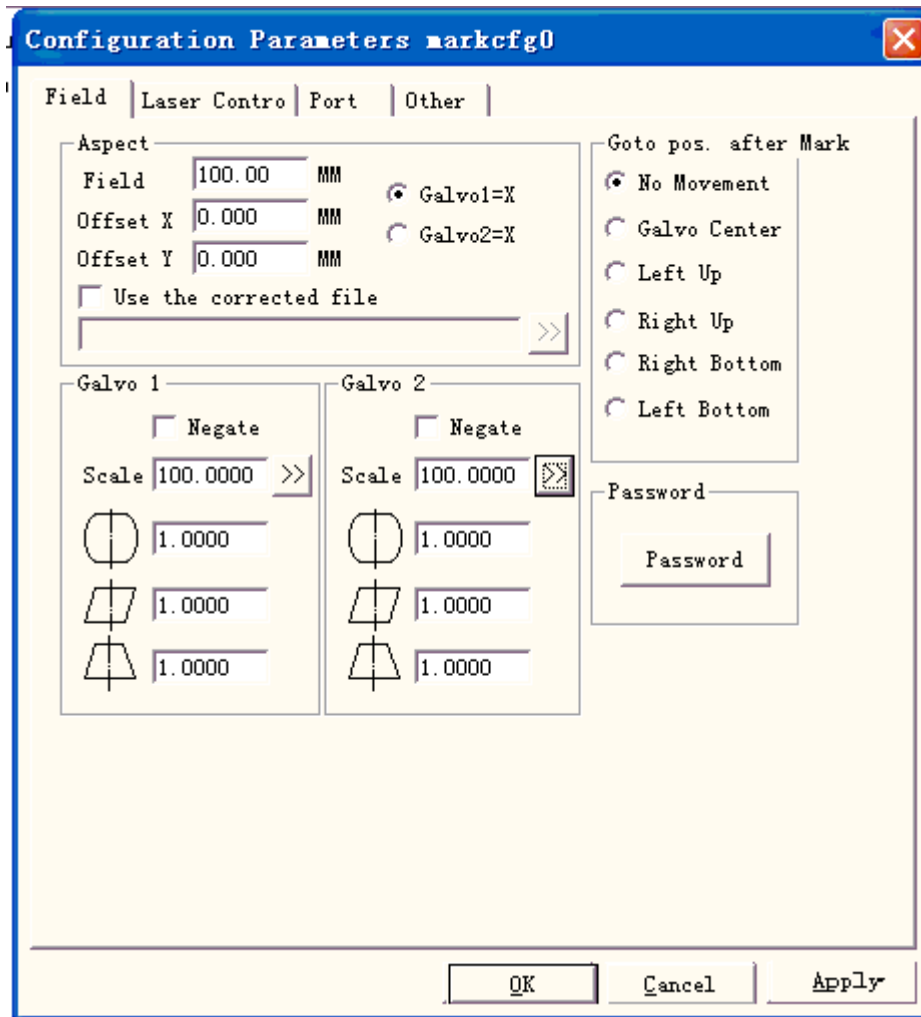 Configuration Parameters markcfg0
Field Laser Contro Port Other
Aspect
Field 100.00 MM
Offset X 0.000 MM
Offset Y 0.000 MM
Galvo1=X
Galvo2=X
Use the corrected file
>>
Goto pos. after Mark
No Movement
Galvo Center
Left Up
Right Up
Right Bottom
Left Bottom
Galvo 1
Negate
Scale 100.0000 >>
1.0000
1.0000
1.0000
Galvo 2
Negate
Scale 100.0000 >>
1.0000
1.0000
1.0000
Password
Password
OK Cancel Apply